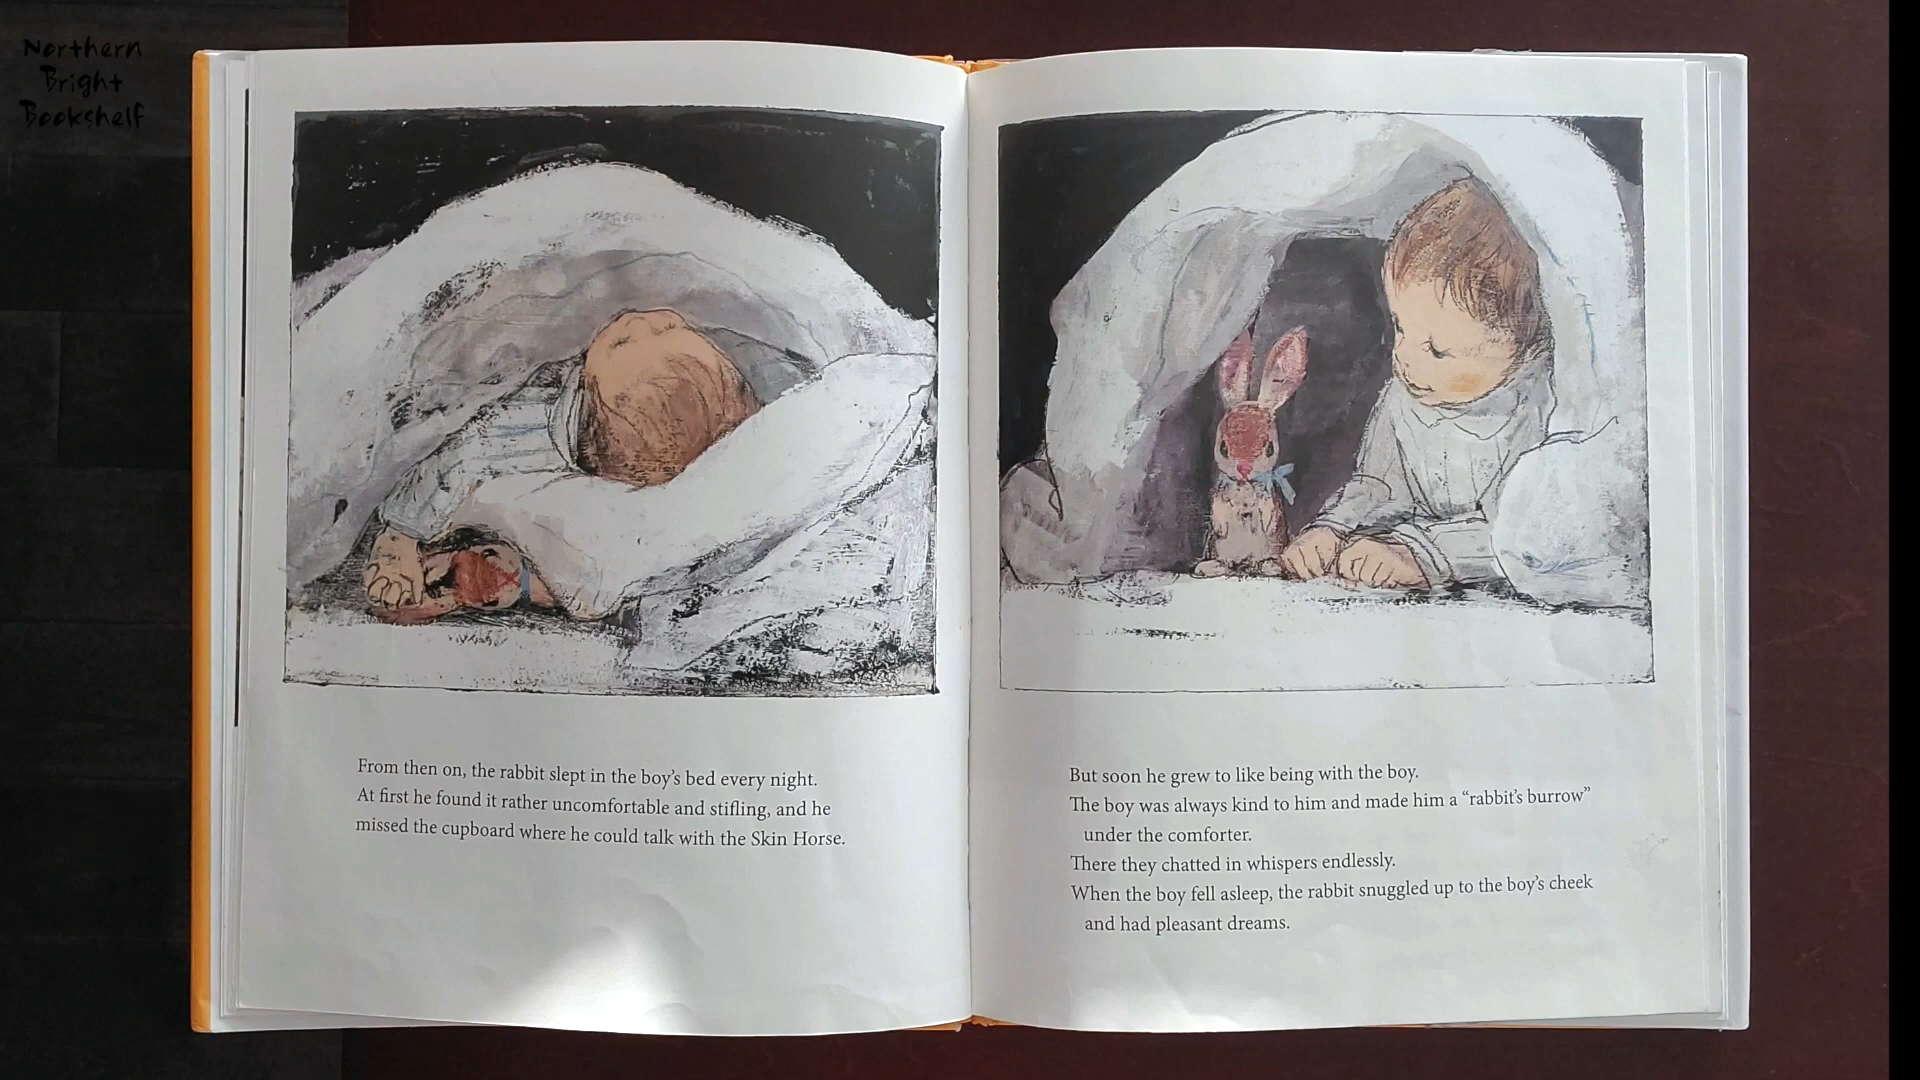 Northern
Bright
Bookshelf
From then on, the rabbit slept in the boy’s bed every night.
At first he found it rather uncomfortable and stifling, and he
missed the cupboard where he could talk with the Skin Horse.
But soon he grew to like being with the boy.
The boy was always kind to him and made him a “rabbit’s burrow”
under the comforter.
There they chatted in whispers endlessly.
When the boy fell asleep, the rabbit snuggled up to the boy’s cheek
and had pleasant dreams.